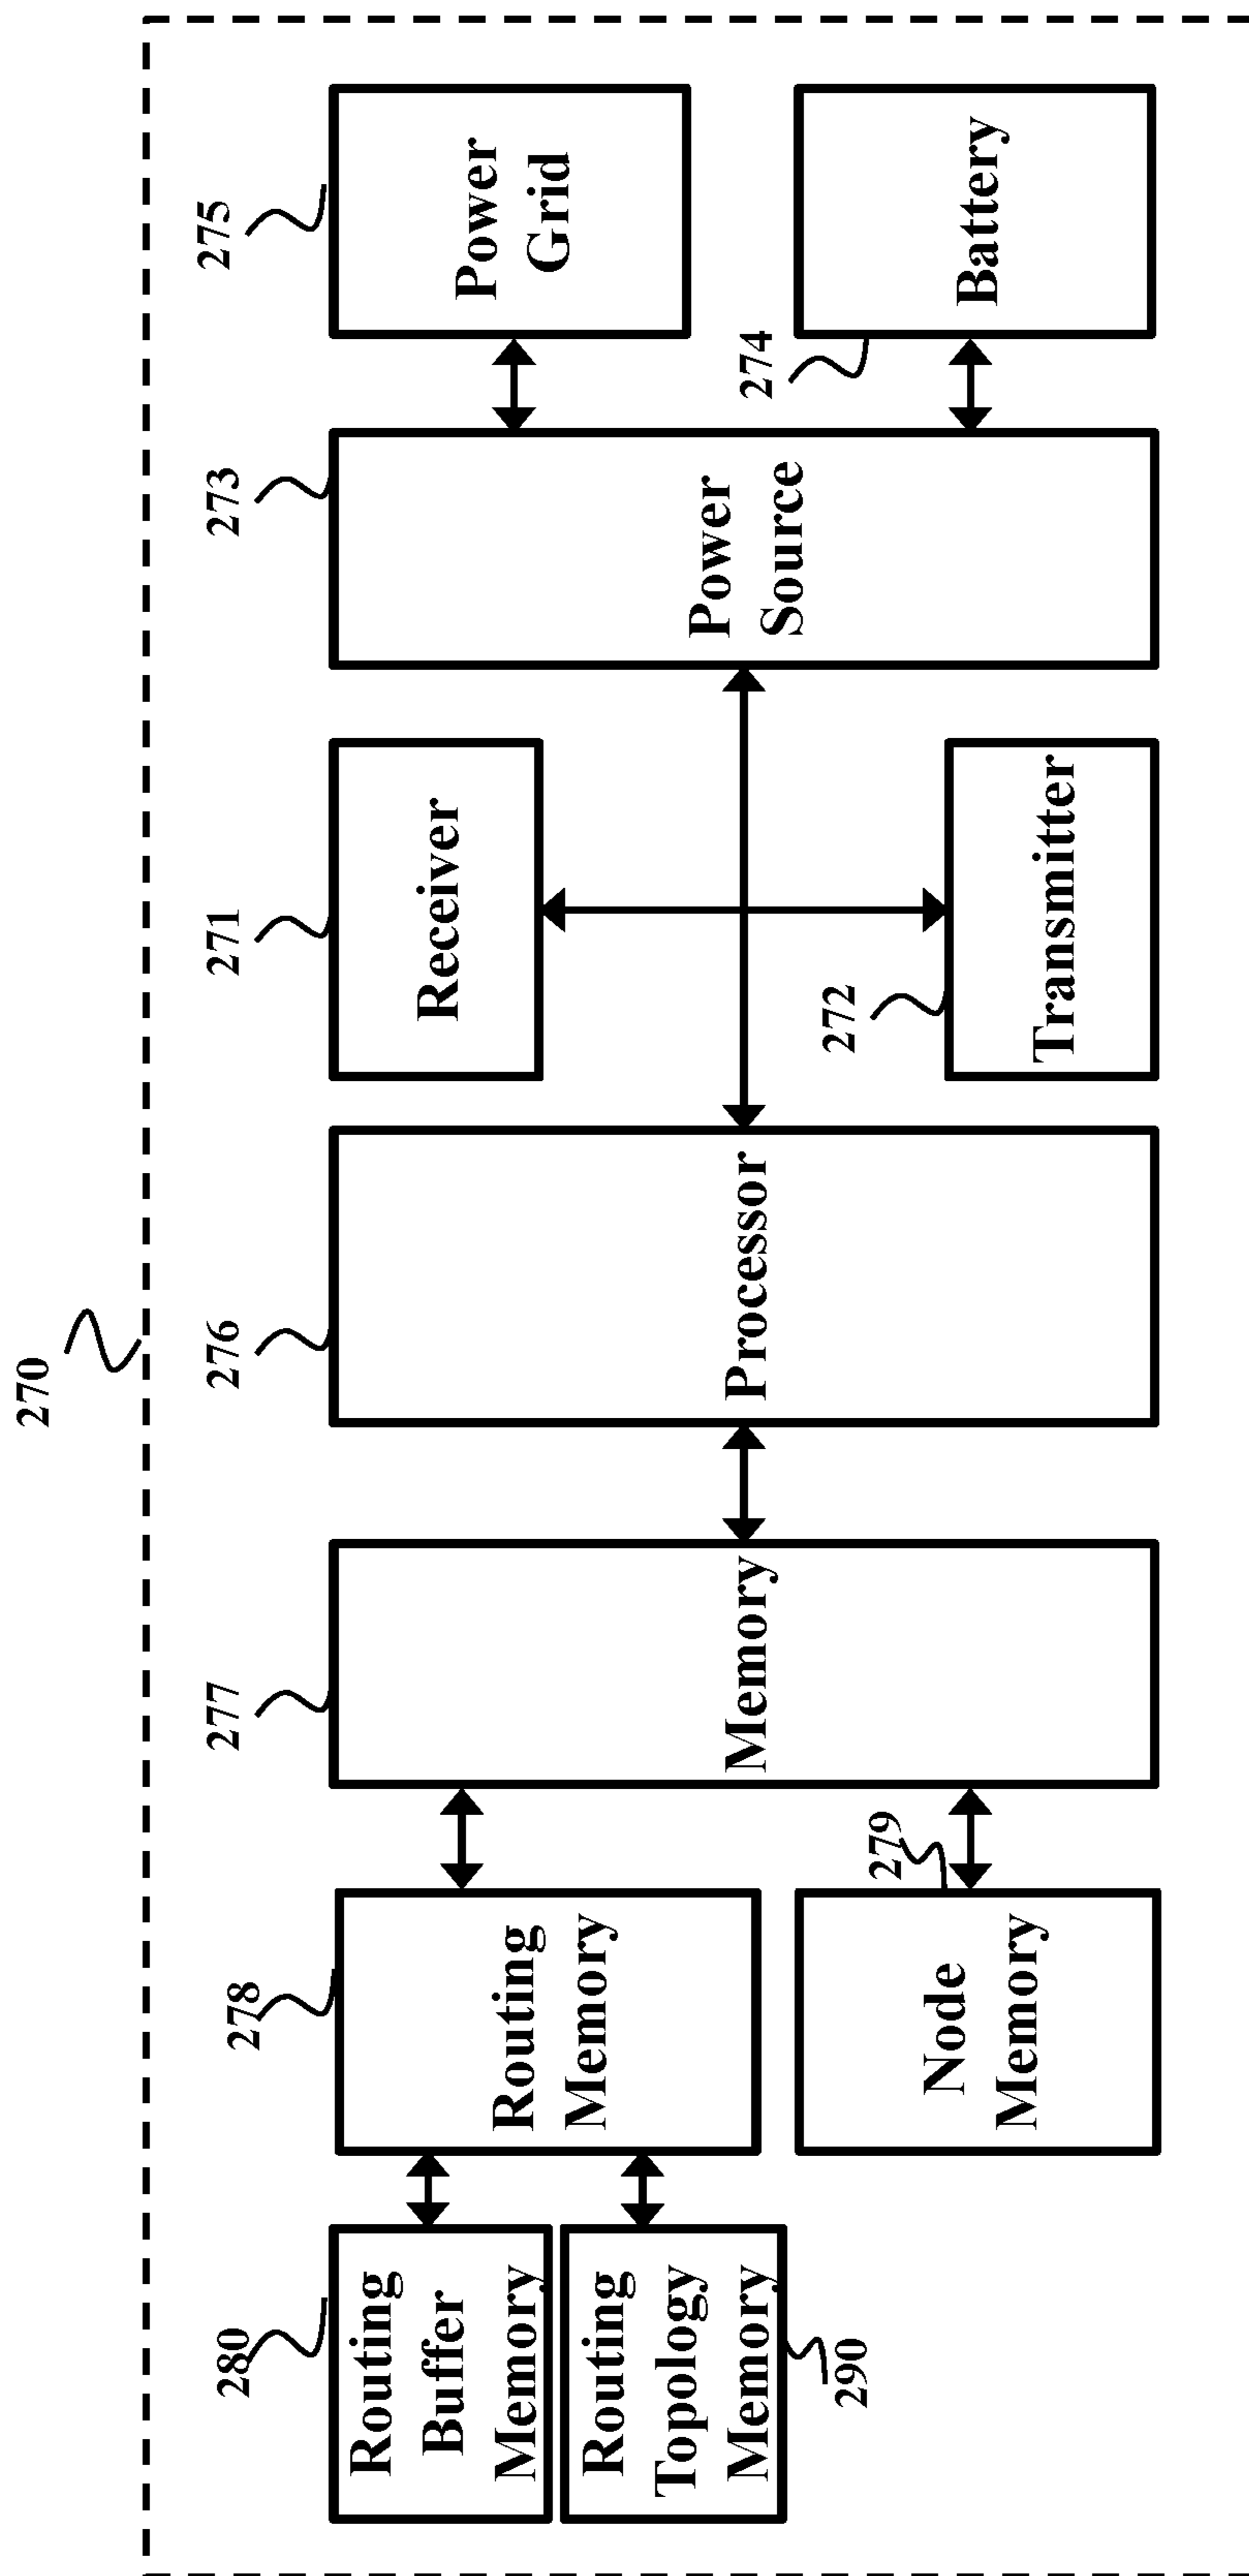 270
280
278
277
276
271
273
275
Routing
Buffer
Memory
Routing
Topology
Memory
290
Routing
Memory
279
Node
Memory
Memory
Processor
Receiver
272
Transmitter
Power
Source
Power
Grid
274
Battery